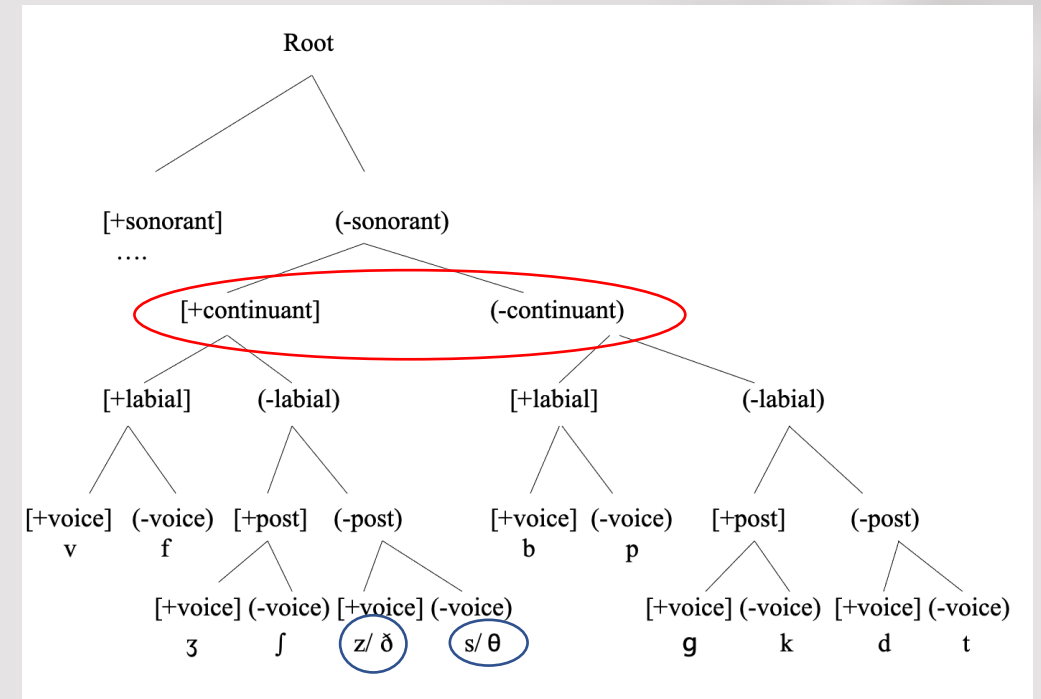 Root
[+sonorant] (-sonorant)
....
[+continuant] (-continuant)
[+labial] (-labial) [+labial] (-labial)
[+voice] (-voice) [+post] (-post) [+voice] (-voice) [+post] (-post)
v f b p
[+voice] (-voice) [+voice] (-voice) [+voice] (-voice) [+voice] (-voice)
ʒ ʃ z/ ð s/ θ g k d t